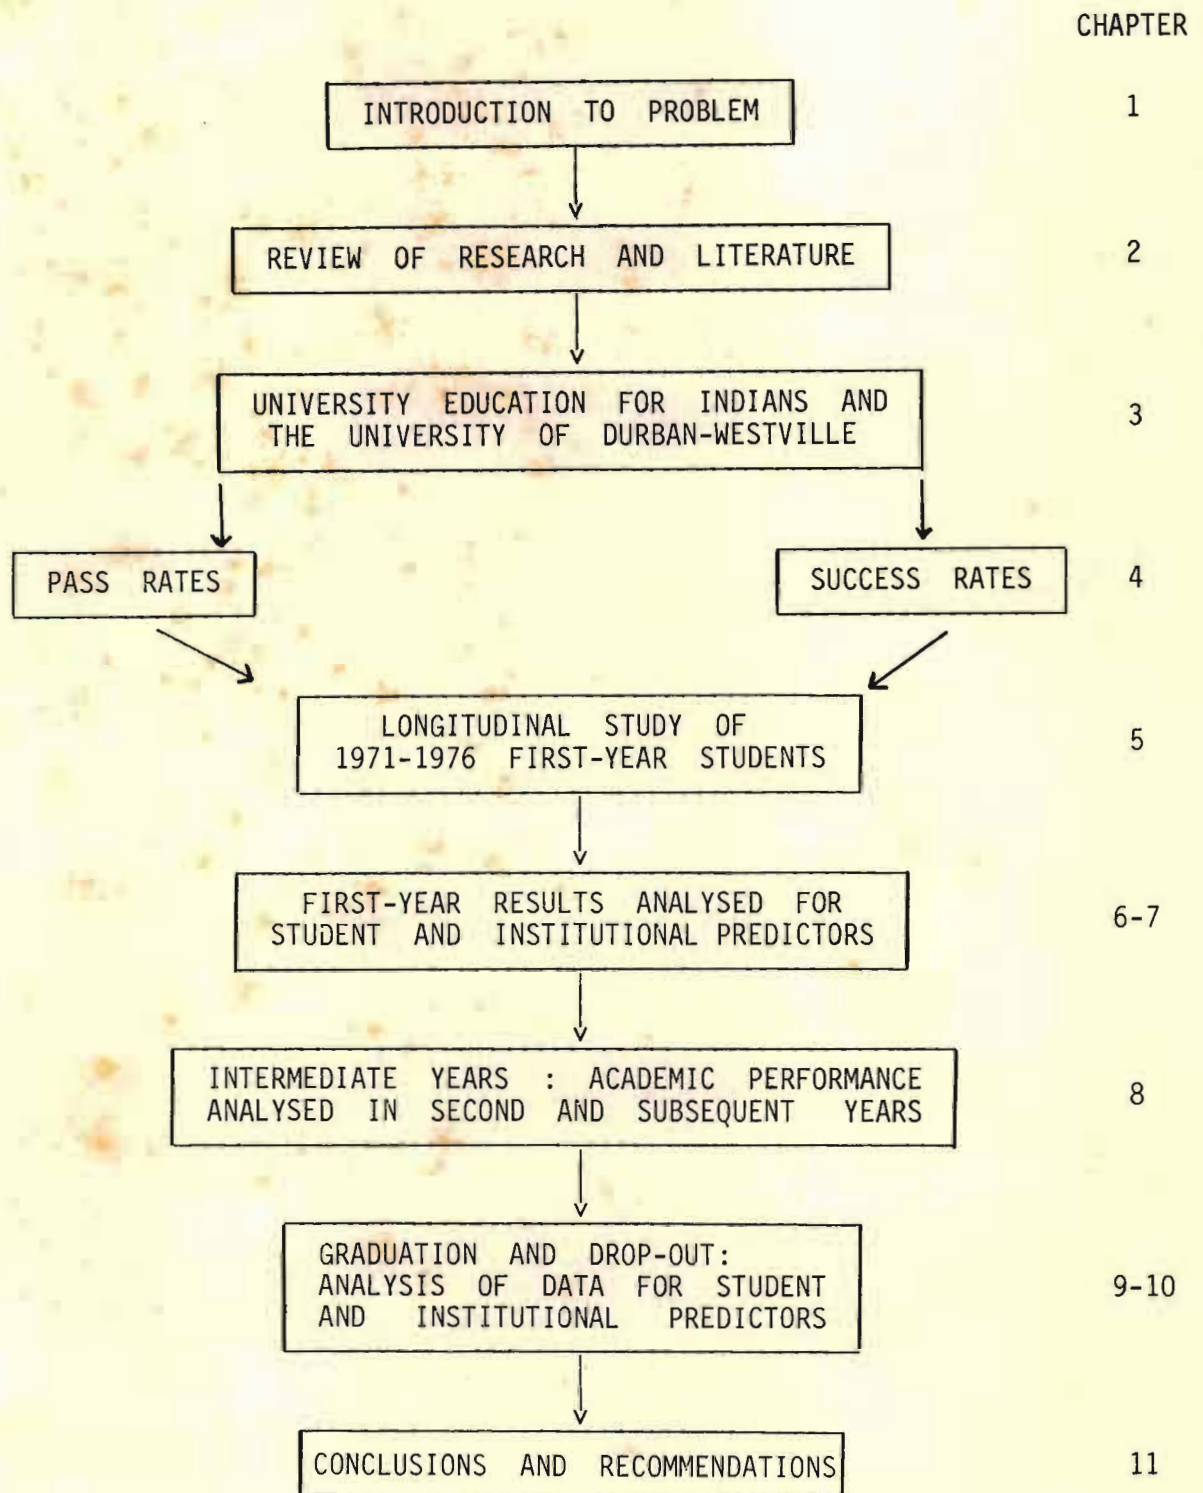 CHAPTER
INTRODUCTION TO PROBLEM 1
REVIEW OF RESEARCH AND LITERATURE 2
UNIVERSITY EDUCATION FOR INDIANS AND
THE UNIVERSITY OF DURBAN-WESTVILLE 3
PASS RATES SUCCESS RATES 4
LONGITUDINAL STUDY OF
1971-1976 FIRST-YEAR STUDENTS 5
FIRST-YEAR RESULTS ANALYSED FOR
STUDENT AND INSTITUTIONAL PREDICTORS 6-7
INTERMEDIATE YEARS : ACADEMIC PERFORMANCE
ANALYSED IN SECOND AND SUBSEQUENT YEARS 8
GRADUATION AND DROP-OUT:
ANALYSIS OF DATA FOR STUDENT 9-10
AND INSTITUTIONAL PREDICTORS
CONCLUSIONS AND RECOMMENDATIONS 11